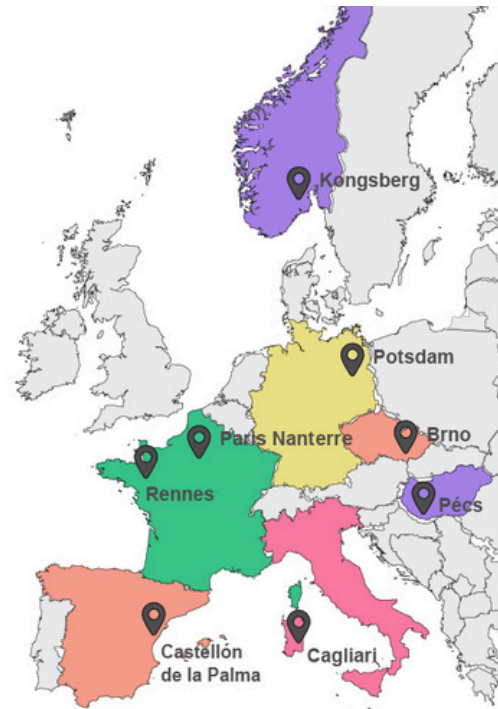 Kongsberg
Potsdam
Paris Nanterre
Brno
Rennes
Pécs
Castellón
de la Palma
Cagliari